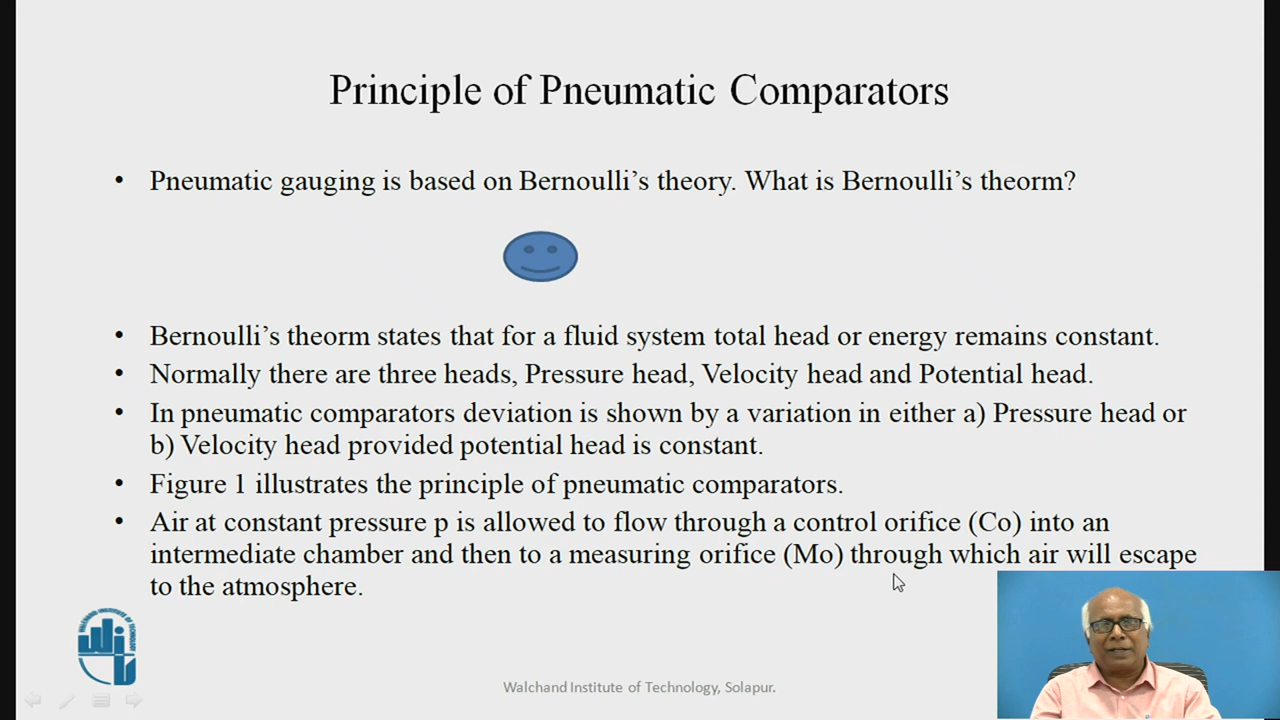 Principle of Pneumatic Comparators
• Pneumatic gauging is based on Bernoulli’s theory. What is Bernoulli’s theorm?
• Bernoulli’s theorm states that for a fluid system total head or energy remains constant.
• Normally there are three heads, Pressure head, Velocity head and Potential head.
• In pneumatic comparators deviation is shown by a variation in either a) Pressure head or
b) Velocity head provided potential head is constant.
• Figure 1 illustrates the principle of pneumatic comparators.
• Air at constant pressure p is allowed to flow through a control orifice (Co) into an
intermediate chamber and then to a measuring orifice (Mo) through which air will escape
to the atmosphere.
WALCHAND INSTITUTE OF TECHNOLOGY
WIT
Walchand Institute of Technology, Solapur.